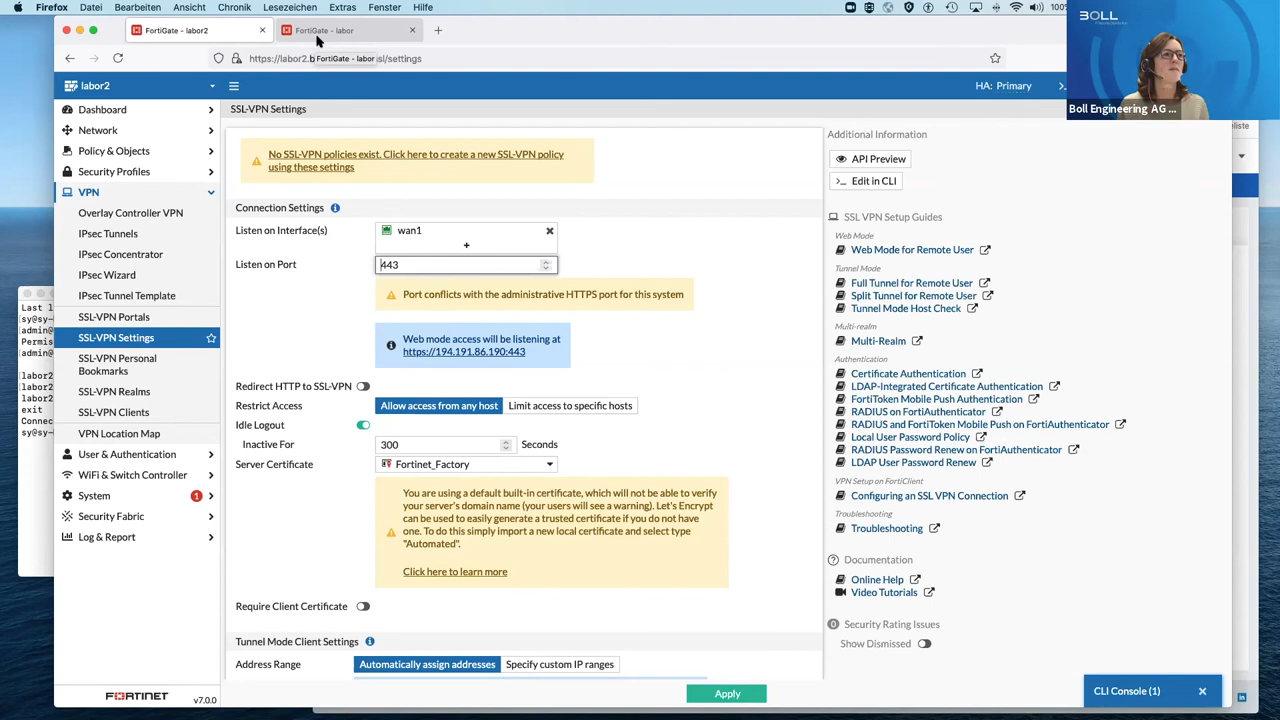 Firefox Datei Bearbeiten Ansicht Chronik Lesezeichen Extras Fenster Hilfe
FortiGate - labor2
FortiGate - labor
FortiGate - labor
BOLL
Boll Engineering AG ...
labor2
HA: Primary
Dashboard
Network
Policy & Objects
Security Profiles
VPN
Overlay Controller VPN
IPsec Tunnels
IPsec Concentrator
IPsec Wizard
IPsec Tunnel Template
SSL-VPN Portals
SSL-VPN Settings
SSL-VPN Personal
Bookmarks
SSL-VPN Realms
SSL-VPN Clients
VPN Location Map
User & Authentication
WiFi & Switch Controller
System 1
Security Fabric
Log & Report
FORTINET v7.0.0
SSL-VPN Settings
No SSL-VPN policies exist. Click here to create a new SSL-VPN policy
using these settings
Connection Settings
Listen on Interface(s) wan1
+
Listen on Port 443
Port conflicts with the administrative HTTPS port for this system
Web mode access will be listening at
https://194.191.86.190:443
Redirect HTTP to SSL-VPN
Restrict Access Allow access from any host Limit access to specific hosts
Idle Logout
Inactive For 300 Seconds
Server Certificate Fortinet_Factory
You are using a default built-in certificate, which will not be able to verify
your server's domain name (your users will see a warning). Let's Encrypt
can be used to easily generate a trusted certificate if you do not have
one. To do this simply import a new local certificate and select type
"Automated".
Click here to learn more
Require Client Certificate
Tunnel Mode Client Settings
Address Range Automatically assign addresses Specify custom IP ranges
Apply
Additional Information
API Preview
Edit in CLI
SSL VPN Setup Guides
Web Mode
Web Mode for Remote User
Tunnel Mode
Full Tunnel for Remote User
Split Tunnel for Remote User
Tunnel Mode Host Check
Multi-realm
Multi-Realm
Authentication
Certificate Authentication
LDAP-Integrated Certificate Authentication
FortiToken Mobile Push Authentication
RADIUS on FortiAuthenticator
RADIUS and FortiToken Mobile Push on FortiAuthenticator
Local User Password Policy
RADIUS Password Renew on FortiAuthenticator
LDAP User Password Renew
VPN Setup on FortiClient
Configuring an SSL VPN Connection
Troubleshooting
Troubleshooting
Documentation
Online Help
Video Tutorials
0 Security Rating Issues
Show Dismissed
CLI Console (1)